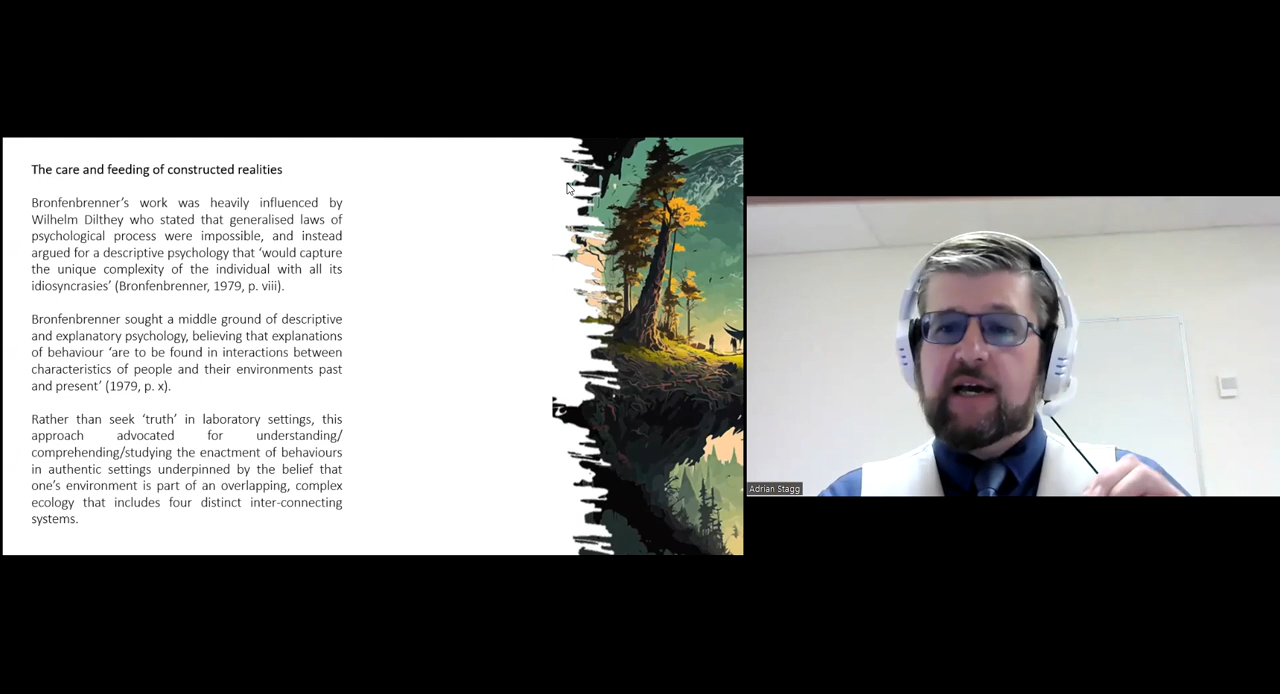 The care and feeding of constructed realities
Bronfenbrenner’s work was heavily influenced by
Wilhelm Dilthey who stated that generalised laws of
psychological process were impossible, and instead
argued for a descriptive psychology that ‘would capture
the unique complexity of the individual with all its
idiosyncrasies’ (Bronfenbrenner, 1979, p. viii).
Bronfenbrenner sought a middle ground of descriptive
and explanatory psychology, believing that explanations
of behaviour ‘are to be found in interactions between
characteristics of people and their environments past
and present’ (1979, p. x).
Rather than seek ‘truth’ in laboratory settings, this
approach advocated for understanding/
comprehending/studying the enactment of behaviours
in authentic settings underpinned by the belief that
one’s environment is part of an overlapping, complex
ecology that includes four distinct inter-connecting
systems.
Adrian Stagg